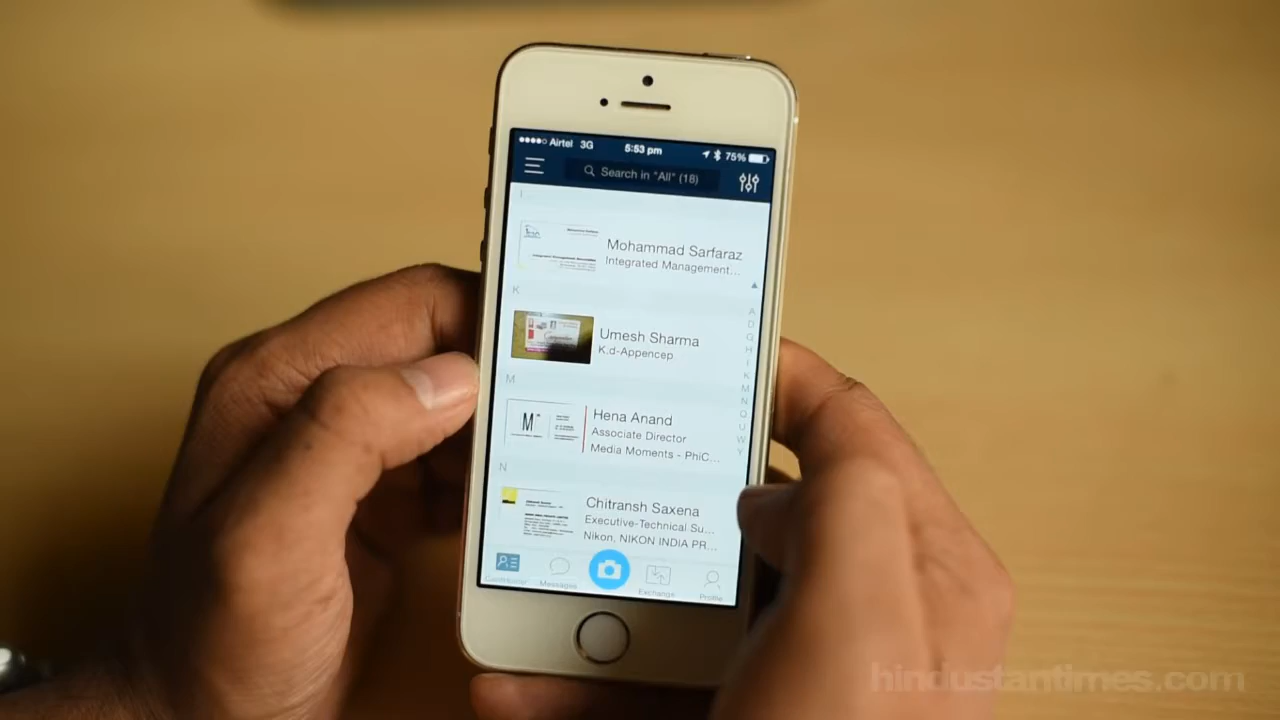 Airtel 3G 5:53 pm 75%
Search in "All" (18)
I
Mohammad Sarfaraz
Integrated Management...
K
Umesh Sharma
K.d-Appencep
M
M
Hena Anand
Associate Director
Media Moments - PhiC...
N
Chitransh Saxena
Executive-Technical Su...
Nikon, NIKON INDIA PR...
A
D
G
H
I
K
M
N
Q
U
W
Y
Messages
Exchange
Profile
hindustantimes.com